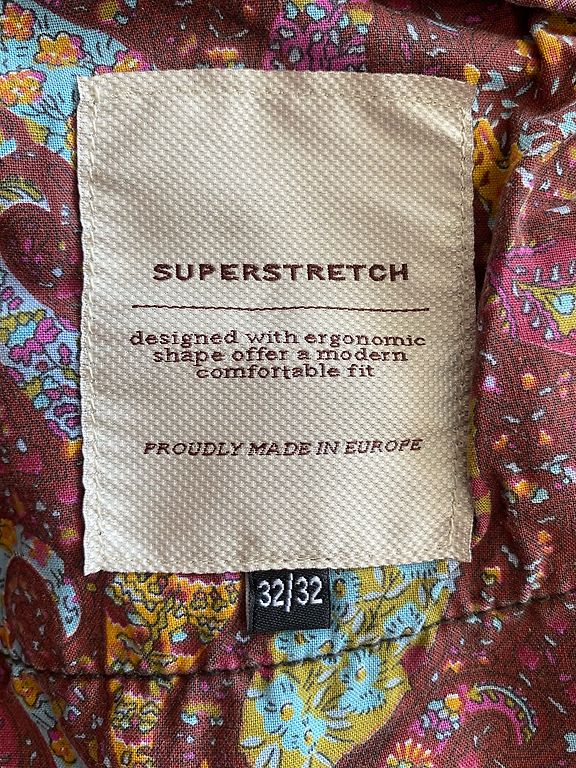 SUPERSTRETCH
designed with ergonomic
shape offer a modern
comfortable fit
PROUDLY MADE IN EUROPE
32/32